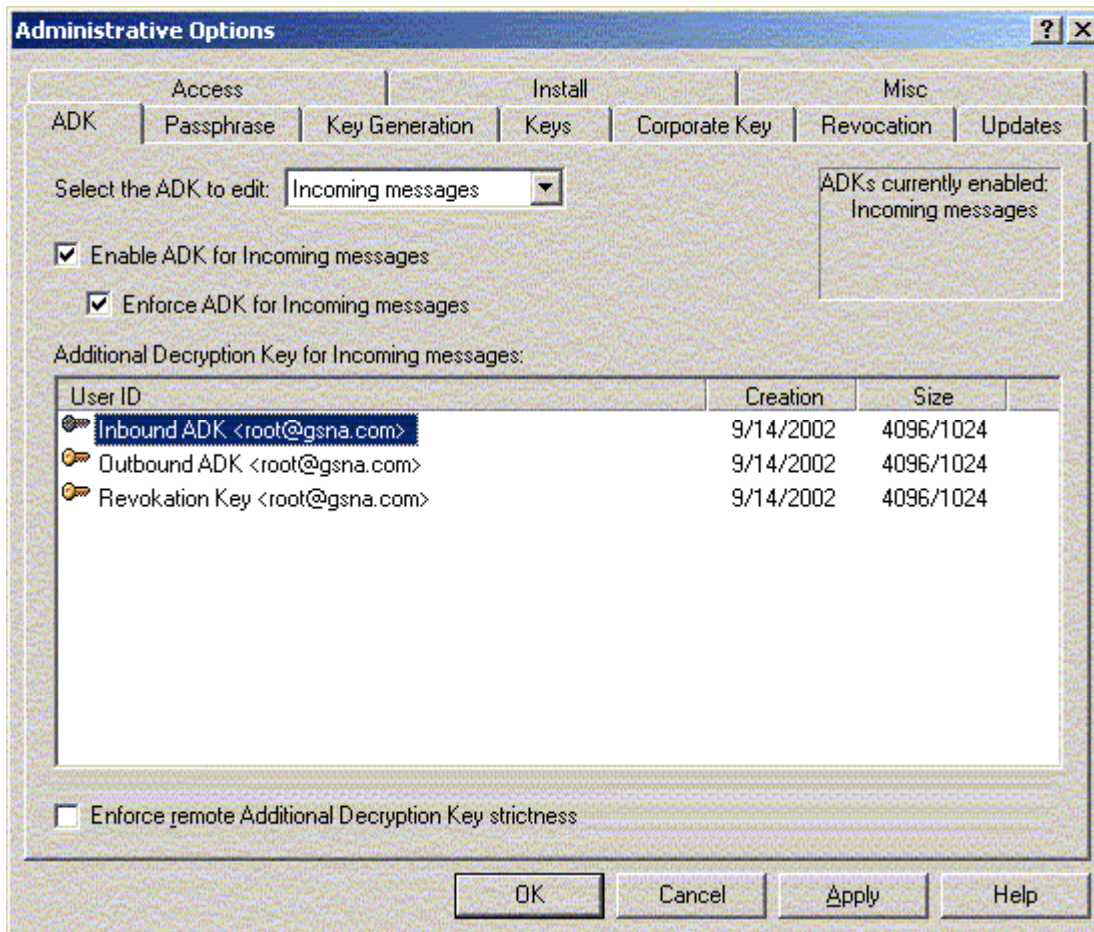 Administrative Options
Access Install Misc
ADK Passphrase Key Generation Keys Corporate Key Revocation Updates
Select the ADK to edit: Incoming messages
ADKs currently enabled:
Incoming messages
Enable ADK for Incoming messages
Enforce ADK for Incoming messages
Additional Decryption Key for Incoming messages:
User ID Creation Size
Inbound ADK <root@gsna.com> 9/14/2002 4096/1024
Outbound ADK <root@gsna.com> 9/14/2002 4096/1024
Revokation Key <root@gsna.com> 9/14/2002 4096/1024
Enforce remote Additional Decryption Key strictness
OK Cancel Apply Help